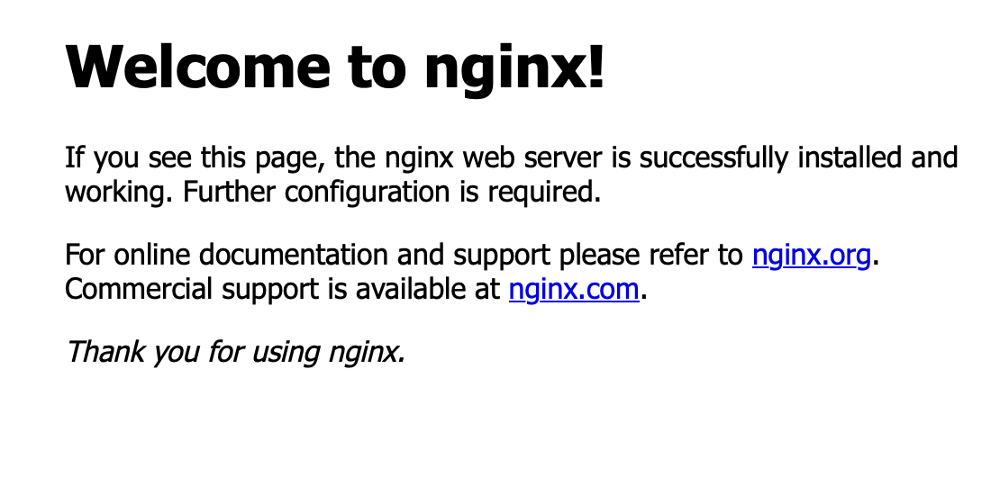 Welcome to nginx!
If you see this page, the nginx web server is successfully installed and
working. Further configuration is required.
For online documentation and support please refer to nginx.org.
Commercial support is available at nginx.com.
Thank you for using nginx.